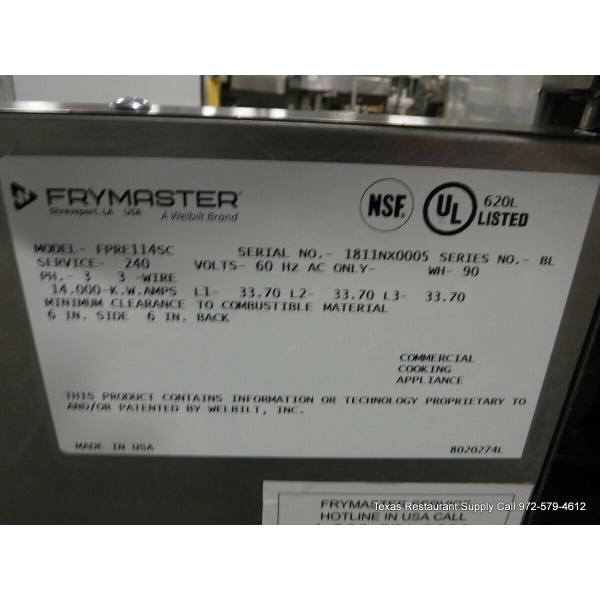 FRYMASTER
Shreveport, LA USA
A Welbilt Brand
NSF
UL
620L
LISTED
MODEL- FPRE114SC SERIAL NO.- 1811NX0005 SERIES NO.- BL
SERVICE- 240 VOLTS- 60 Hz AC ONLY- WH- 90
PH.- 3 3 -WIRE
14.000-K.W.AMPS L1- 33.70 L2- 33.70 L3- 33.70
MINIMUM CLEARANCE TO COMBUSTIBLE MATERIAL
6 IN. SIDE 6 IN. BACK
COMMERCIAL
COOKING
APPLIANCE
THIS PRODUCT CONTAINS INFORMATION OR TECHNOLOGY PROPRIETARY TO
AND/OR PATENTED BY WELBILT, INC.
MADE IN USA
8020274L
FRYMASTER SERVICE
Texas Restaurant Supply Call 972-579-4612
HOTLINE IN USA CALL